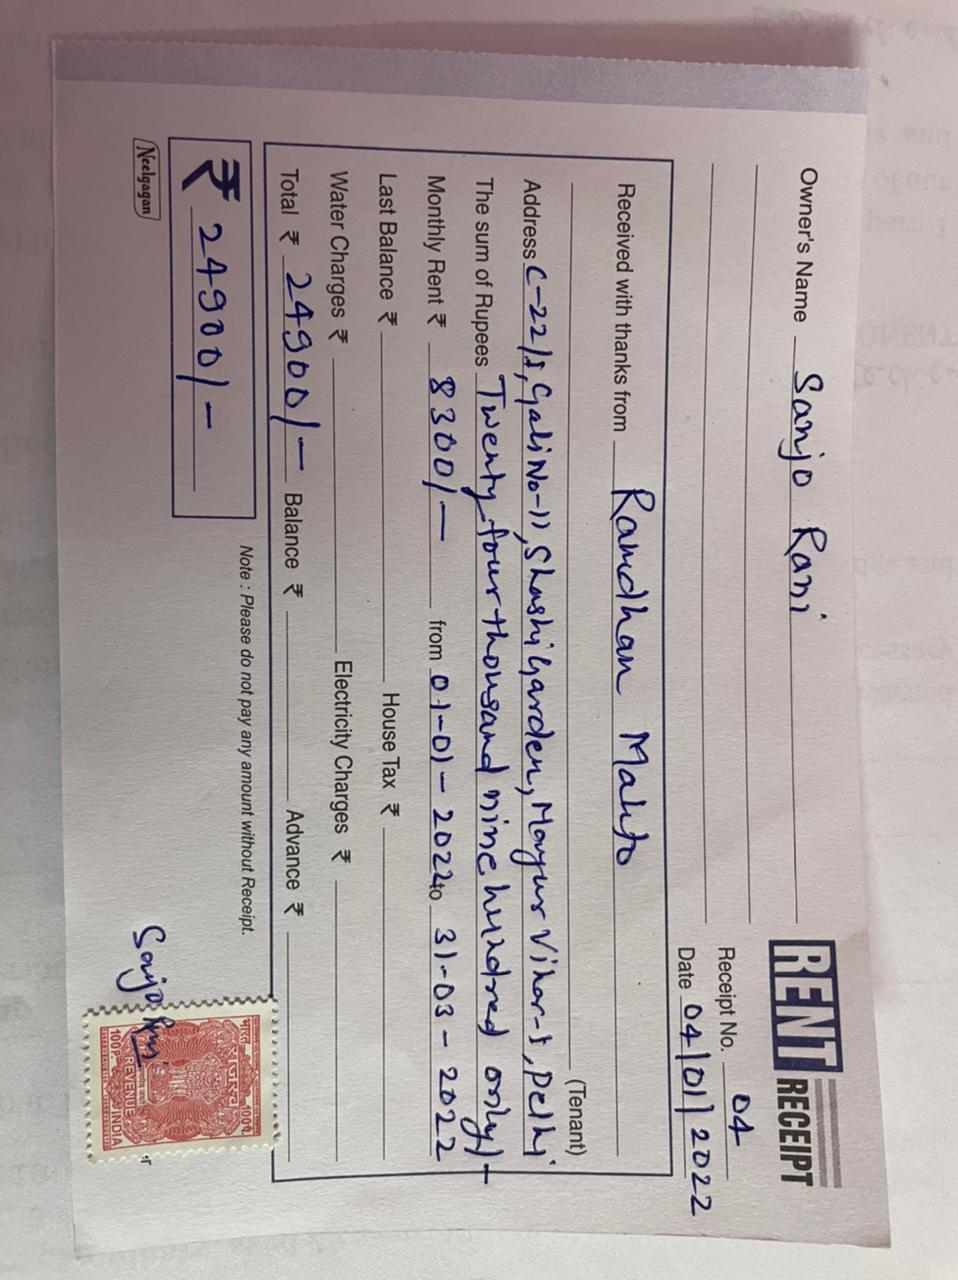 RENT RECEIPT
Owner's Name Sanjo Rani
Receipt No. 04
Date 04/01/2022
Received with thanks from Ramdhan Mahto
(Tenant)
Address C-22/1, Gali No-11, Shashi Garden, Mayur Vihar-1, Delhi
The sum of Rupees Twenty four thousand nine hundred only/-
Monthly Rent ₹ 8300/- from 01-01-2022 to 31-03-2022
Last Balance ₹ House Tax ₹
Water Charges ₹ Electricity Charges ₹
Total ₹ 24900/- Balance ₹ Advance ₹
₹ 24900/-
Note : Please do not pay any amount without Receipt.
Sanjo Rani
भारत INDIA
100P. REVENUE
Neelgagan